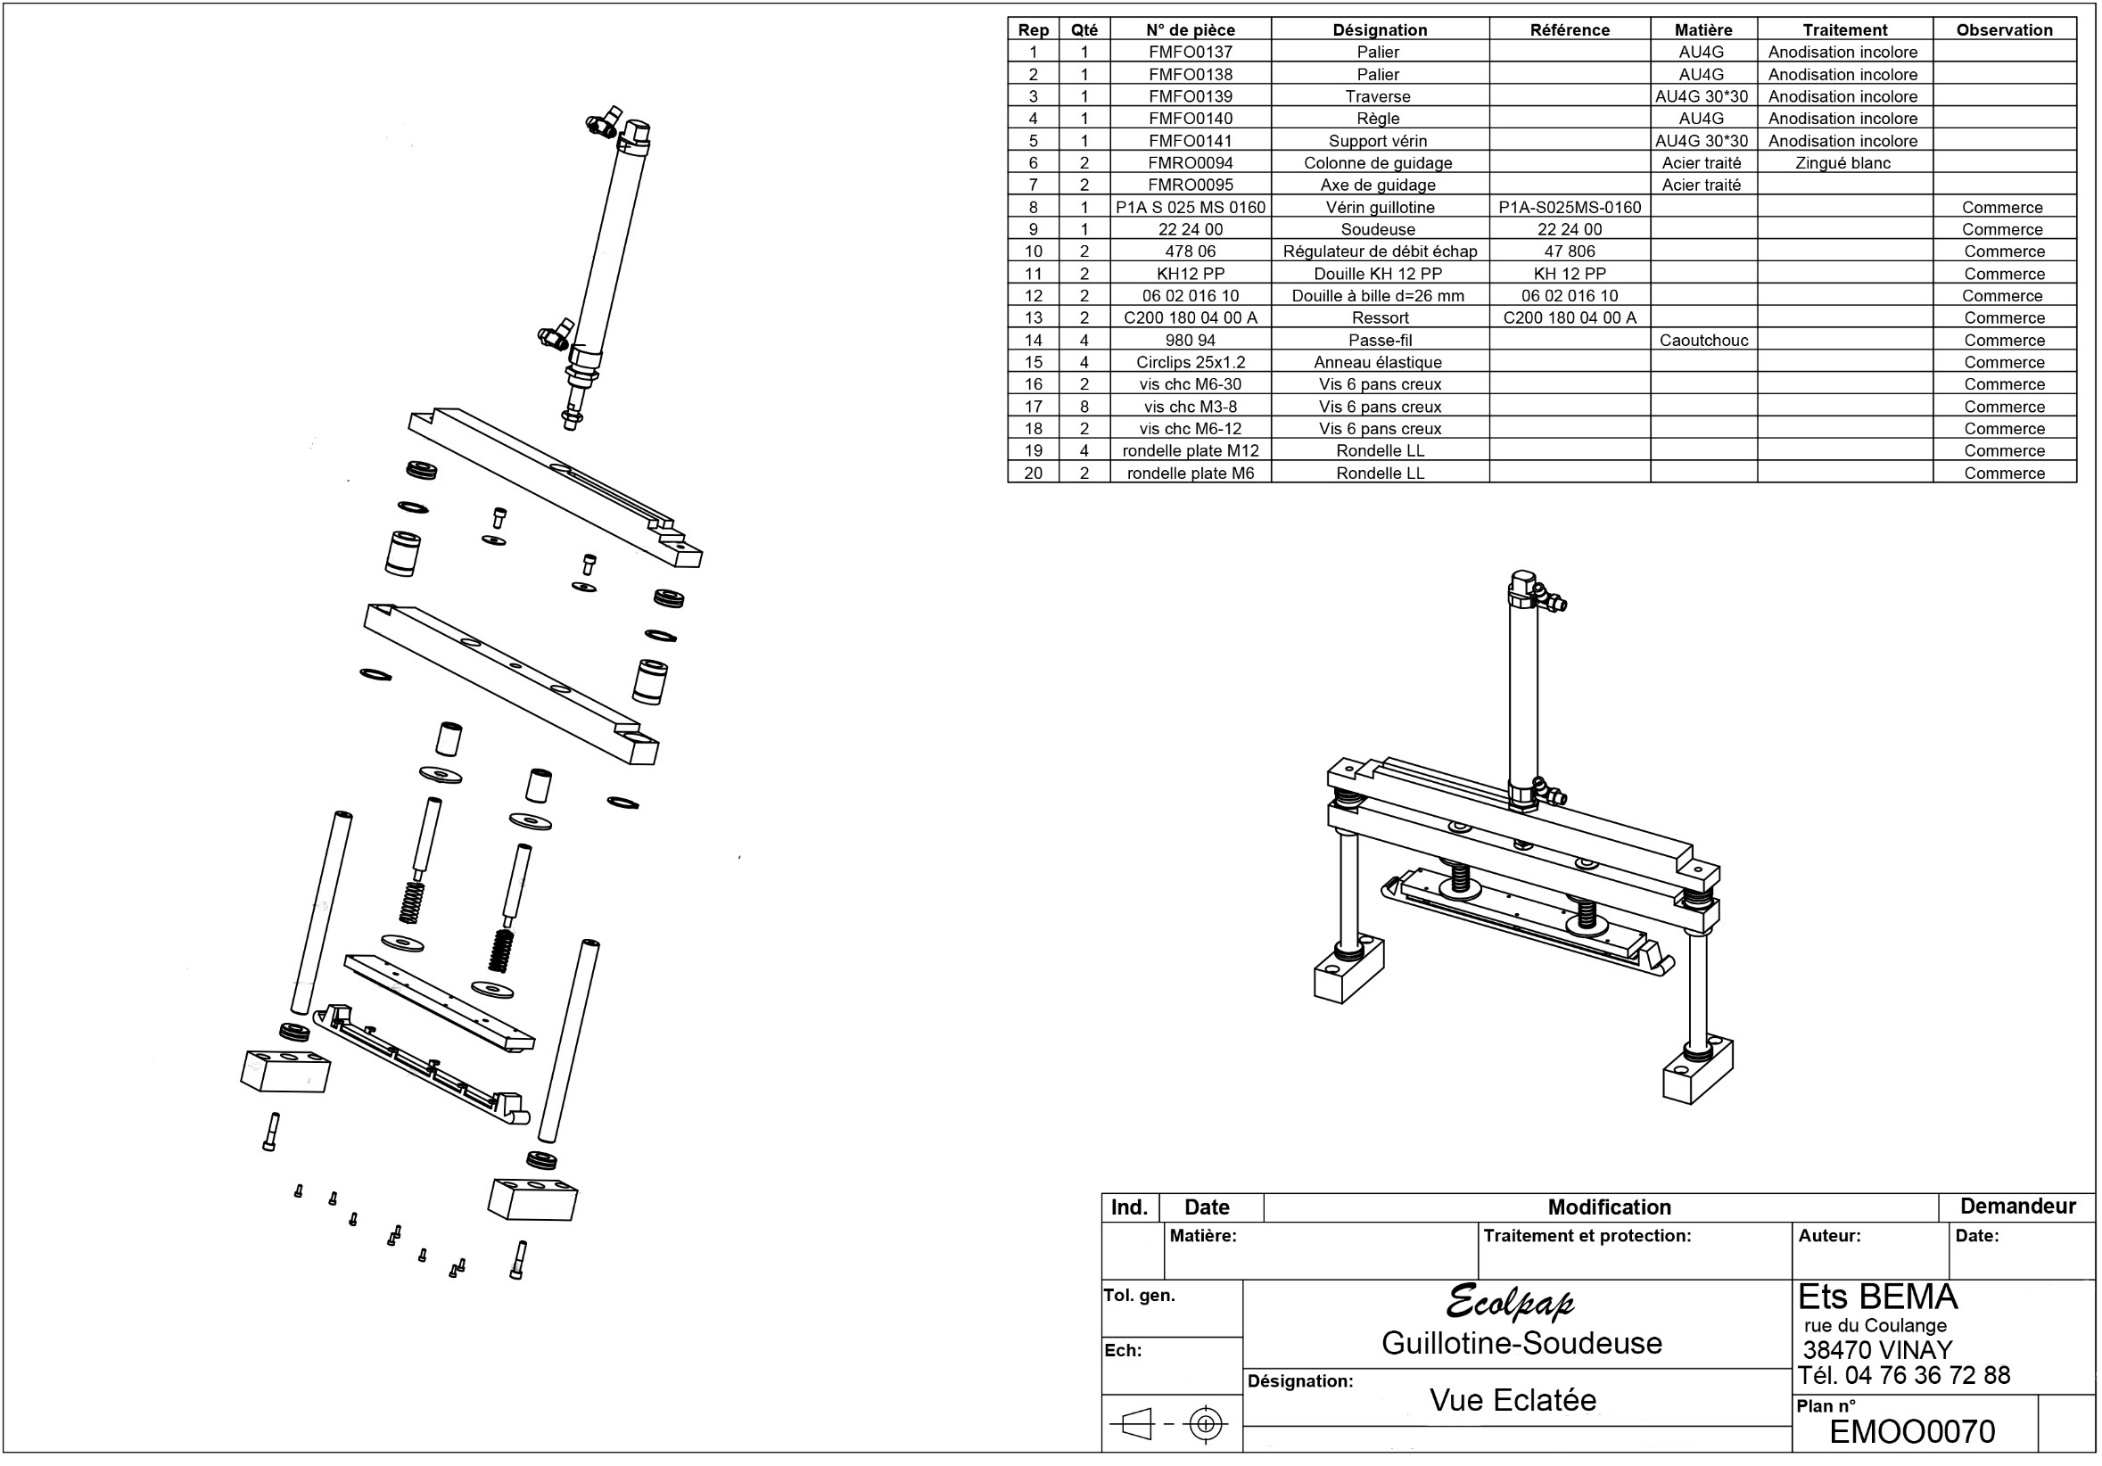 Rep Qté N° de pièce Désignation Référence Matière Traitement Observation
1 1 FMFO0137 Palier AU4G Anodisation incolore
2 1 FMFO0138 Palier AU4G Anodisation incolore
3 1 FMFO0139 Traverse AU4G 30*30 Anodisation incolore
4 1 FMFO0140 Règle AU4G Anodisation incolore
5 1 FMFO0141 Support vérin AU4G 30*30 Anodisation incolore
6 2 FMRO0094 Colonne de guidage Acier traité Zingué blanc
7 2 FMRO0095 Axe de guidage Acier traité
8 1 P1A S 025 MS 0160 Vérin guillotine P1A-S025MS-0160 Commerce
9 1 22 24 00 Soudeuse 22 24 00 Commerce
10 2 478 06 Régulateur de débit échap 47 806 Commerce
11 2 KH12 PP Douille KH 12 PP KH 12 PP Commerce
12 2 06 02 016 10 Douille à bille d=26 mm 06 02 016 10 Commerce
13 2 C200 180 04 00 A Ressort C200 180 04 00 A Commerce
14 4 980 94 Passe-fil Caoutchouc Commerce
15 4 Circlips 25x1.2 Anneau élastique Commerce
16 2 vis chc M6-30 Vis 6 pans creux Commerce
17 8 vis chc M3-8 Vis 6 pans creux Commerce
18 2 vis chc M6-12 Vis 6 pans creux Commerce
19 4 rondelle plate M12 Rondelle LL Commerce
20 2 rondelle plate M6 Rondelle LL Commerce
Ind. Date Modification Demandeur
Matière: Traitement et protection: Auteur: Date:
Tol. gen.
Ech:
Ecolpap
Guillotine-Soudeuse
Désignation:
Vue Eclatée
Ets BEMA
rue du Coulange
38470 VINAY
Tél. 04 76 36 72 88
Plan n°
EMOO0070